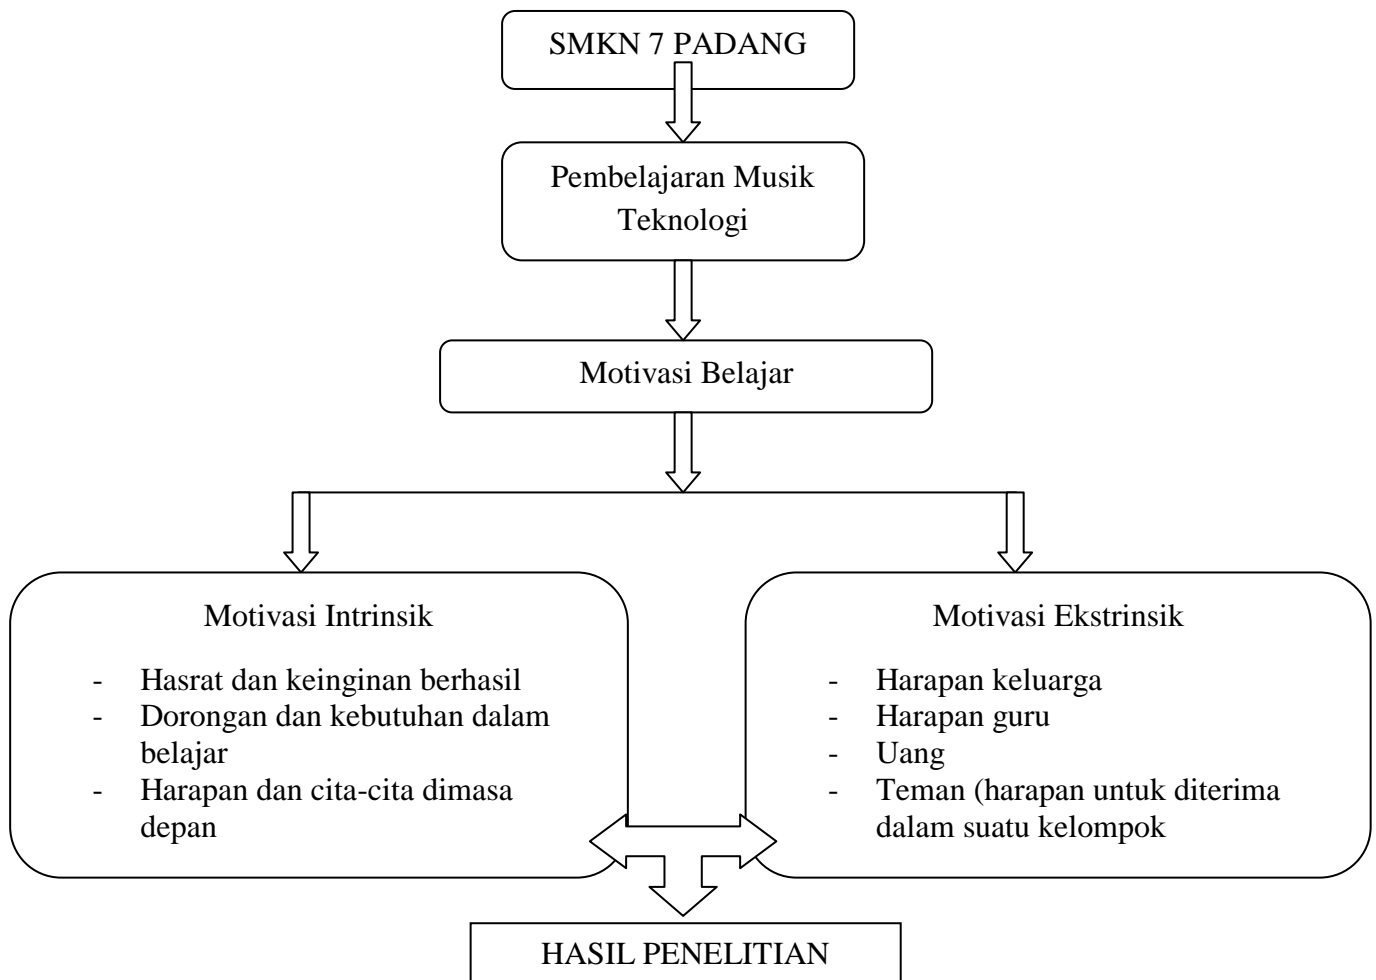 SMKN 7 PADANG
Pembelajaran Musik
Teknologi
Motivasi Belajar
Motivasi Intrinsik
- Hasrat dan keinginan berhasil
- Dorongan dan kebutuhan dalam
belajar
- Harapan dan cita-cita dimasa
depan
Motivasi Ekstrinsik
- Harapan keluarga
- Harapan guru
- Uang
- Teman (harapan untuk diterima
dalam suatu kelompok
HASIL PENELITIAN